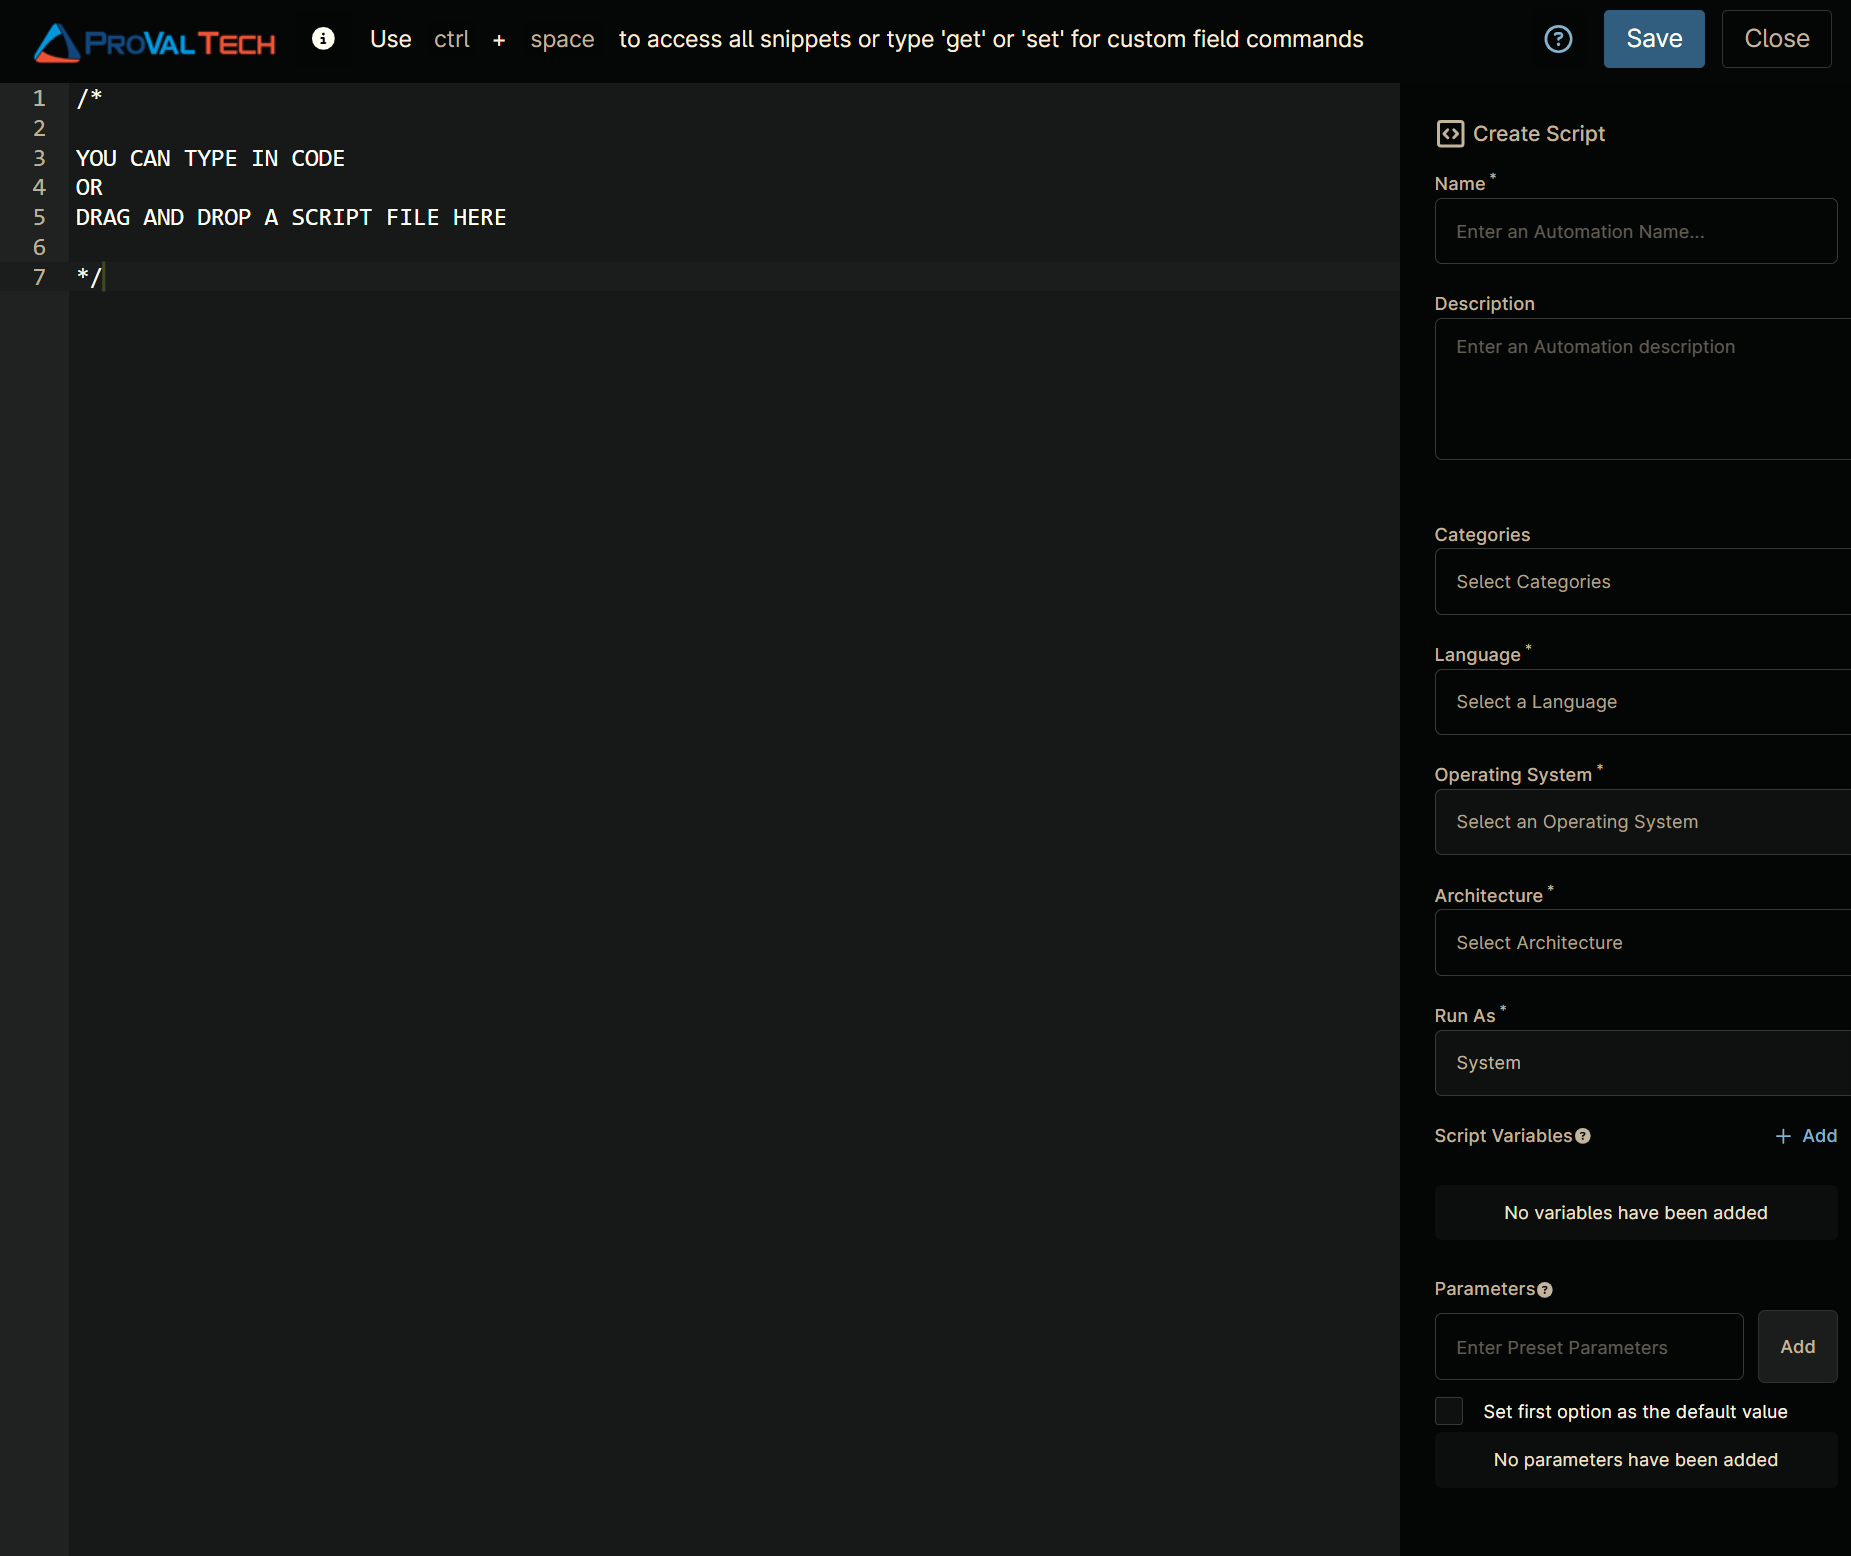 PROVAL TECH
Use ctrl + space to access all snippets or type 'get' or 'set' for custom field commands
Save
Close
1 /*
2
3 YOU CAN TYPE IN CODE
4 OR
5 DRAG AND DROP A SCRIPT FILE HERE
6
7 */
Create Script
Name *
Enter an Automation Name...
Description
Enter an Automation description
Categories
Select Categories
Language *
Select a Language
Operating System *
Select an Operating System
Architecture *
Select Architecture
Run As *
System
Script Variables
+ Add
No variables have been added
Parameters
Enter Preset Parameters
Add
Set first option as the default value
No parameters have been added